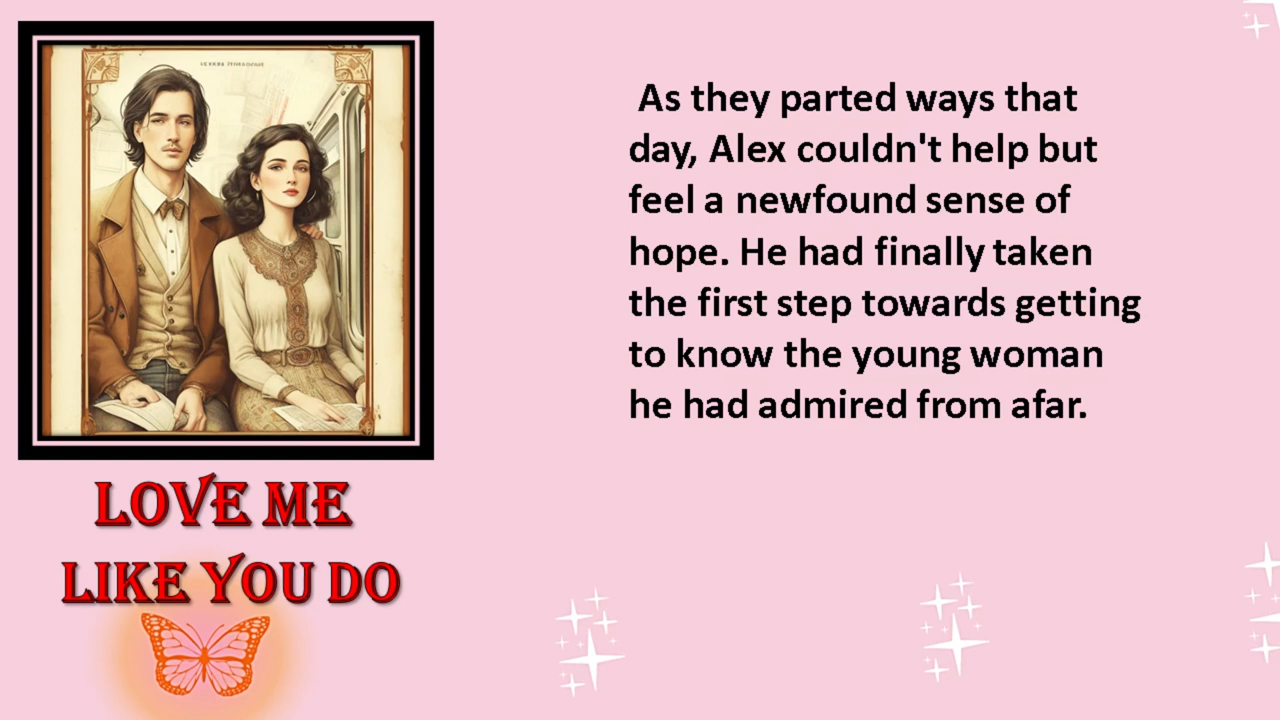 As they parted ways that
day, Alex couldn't help but
feel a newfound sense of
hope. He had finally taken
the first step towards getting
to know the young woman
he had admired from afar.
LOVE ME
LIKE YOU DO